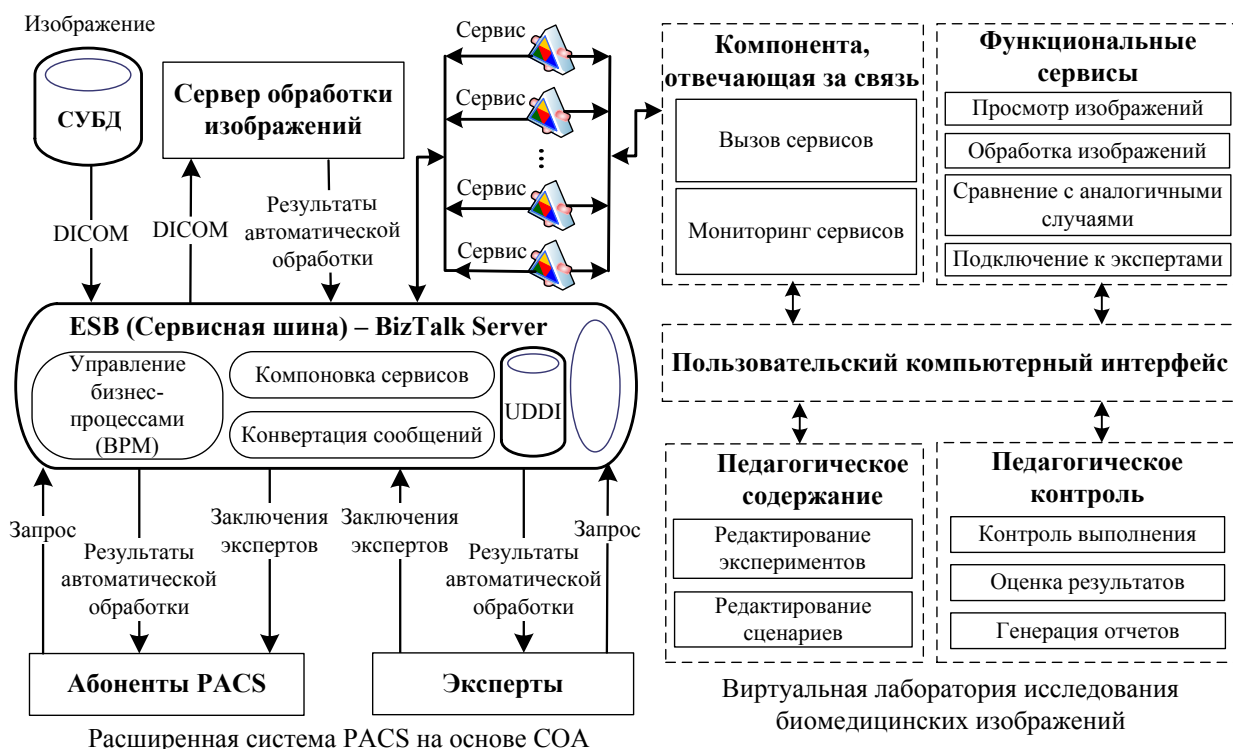 Изображение
СУБД
Сервер обработки
изображений
DICOM
DICOM
Результаты
автоматической
обработки
Сервис
Сервис
...
Сервис
Сервис
ESB (Сервисная шина) – BizTalk Server
Управление
бизнес-
процессами
(BPM)
Компоновка сервисов
Конвертация сообщений
UDDI
Запрос
Результаты
автоматической
обработки
Заключения
экспертов
Заключения
экспертов
Результаты
автоматической
обработки
Запрос
Абоненты PACS
Эксперты
Расширенная система PACS на основе СОА
Компонента,
отвечающая за связь
Вызов сервисов
Мониторинг сервисов
Функциональные
сервисы
Просмотр изображений
Обработка изображений
Сравнение с аналогичными
случаями
Подключение к экспертами
Пользовательский компьютерный интерфейс
Педагогическое
содержание
Редактирование
экспериментов
Редактирование
сценариев
Педагогическое
контроль
Контроль выполнения
Оценка результатов
Генерация отчетов
Виртуальная лаборатория исследования
биомедицинских изображений